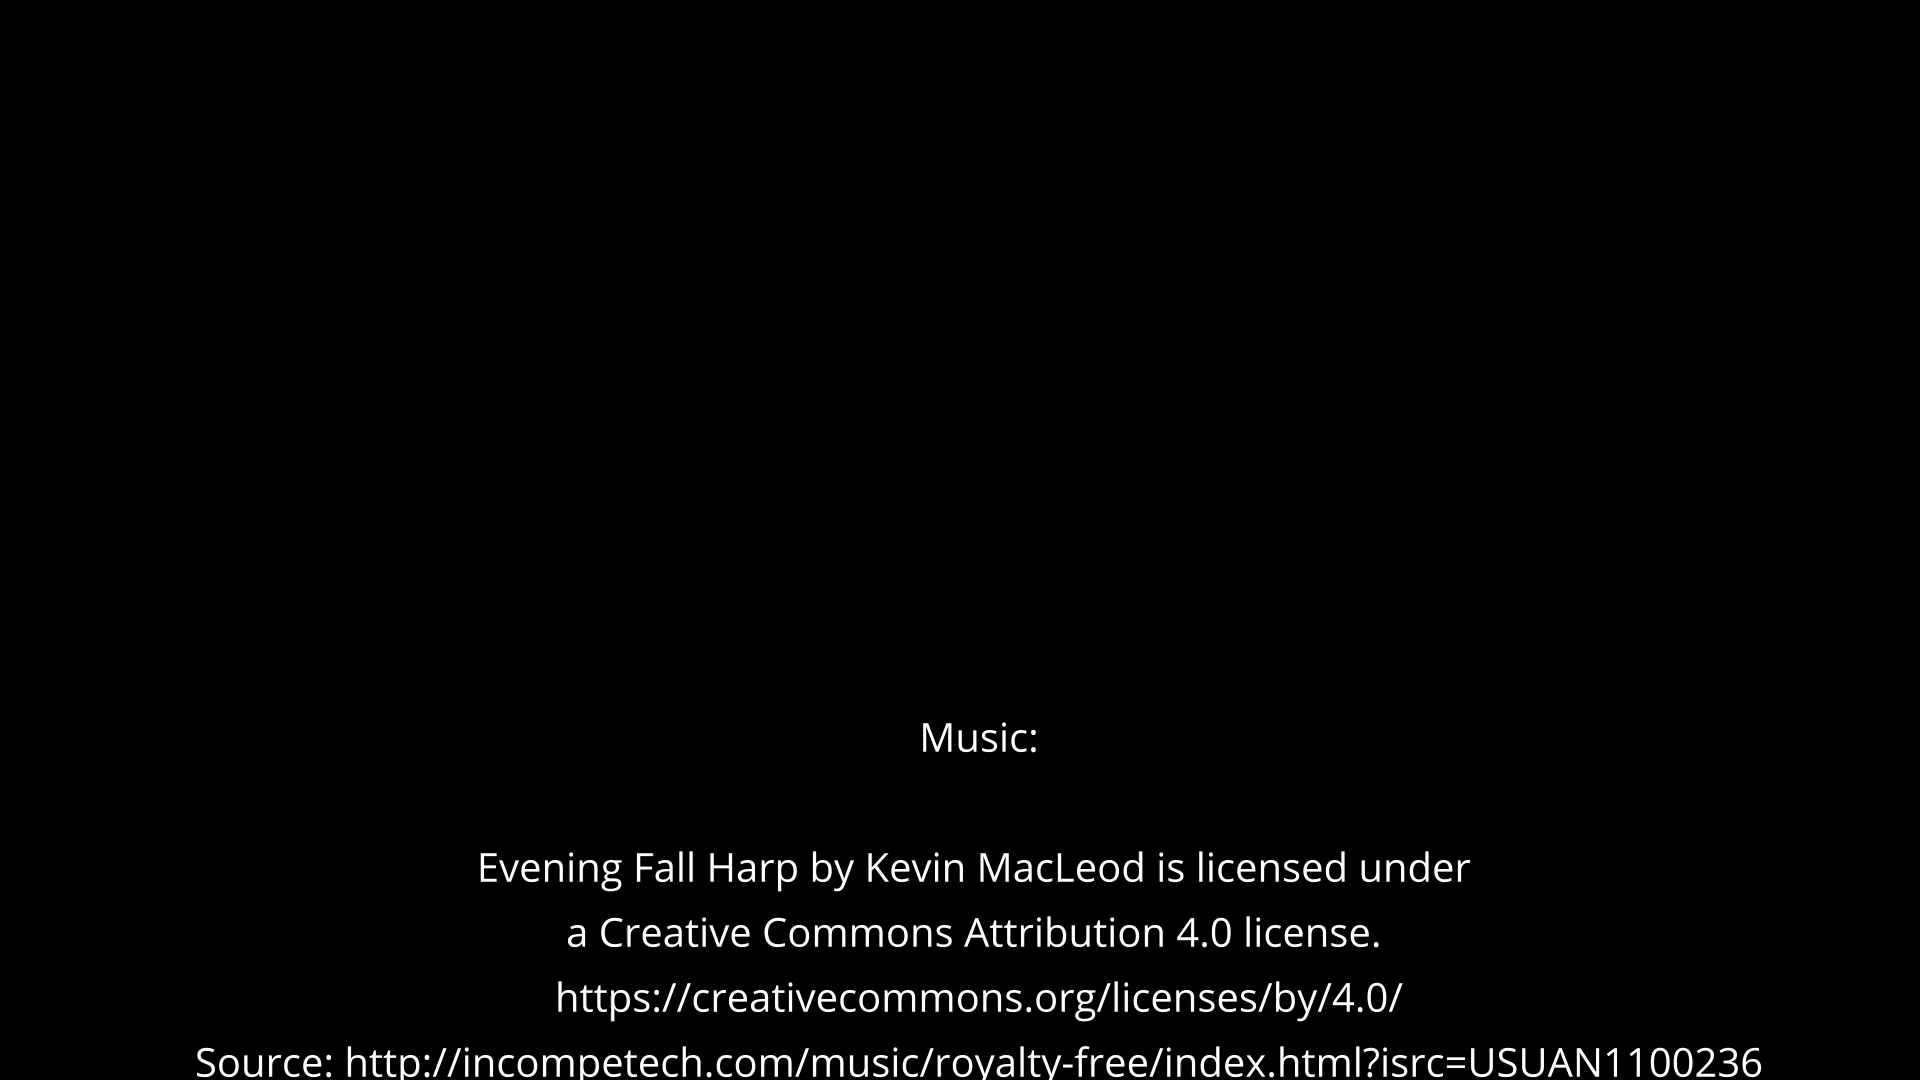 Music:
Evening Fall Harp by Kevin MacLeod is licensed under
a Creative Commons Attribution 4.0 license.
https://creativecommons.org/licenses/by/4.0/
Source: http://incompetech.com/music/royalty-free/index.html?isrc=USUAN1100236